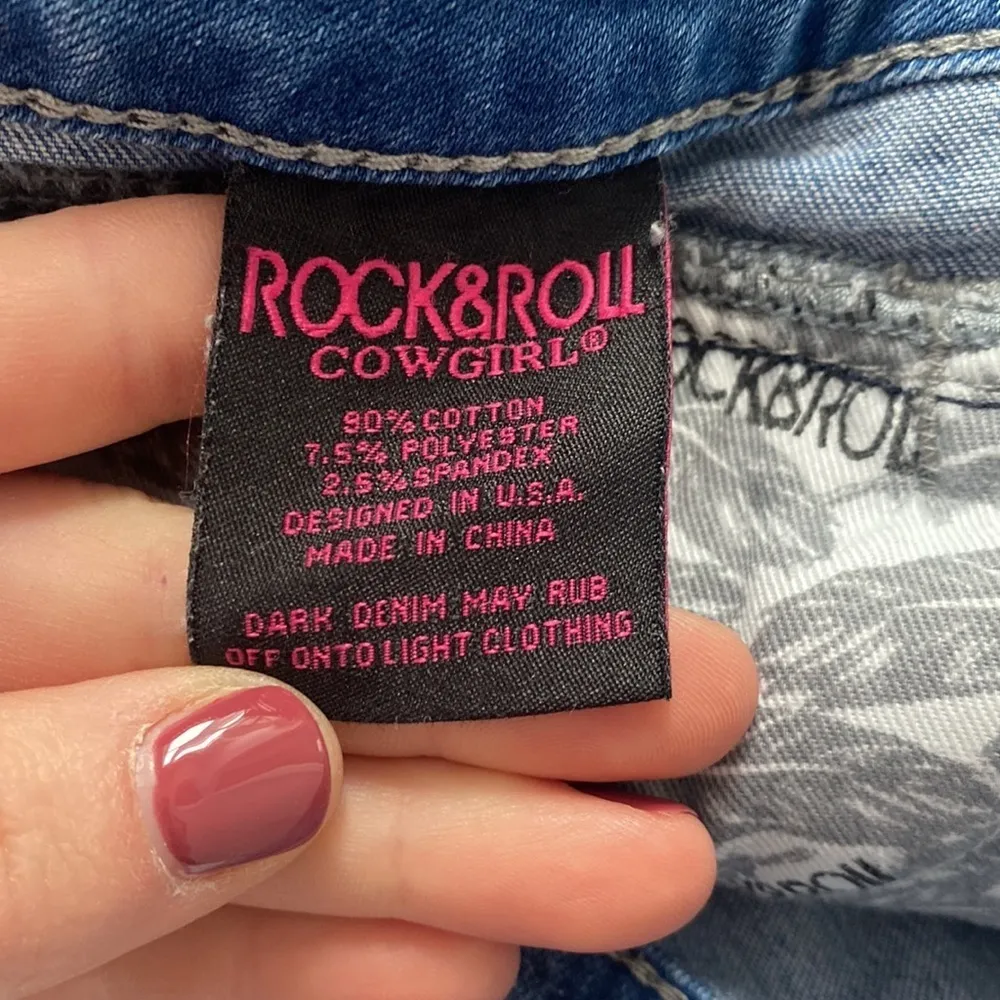 ROCK&ROLL
COWGIRL®
90% COTTON
7.5% POLYESTER
2.5% SPANDEX
DESIGNED IN U.S.A.
MADE IN CHINA
DARK DENIM MAY RUB
OFF ONTO LIGHT CLOTHING
OCK&ROLL